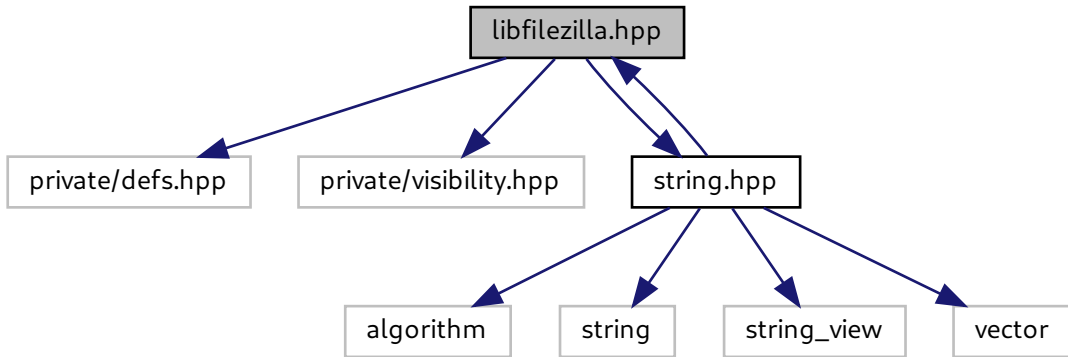 libfilezilla.hpp
private/defs.hpp
private/visibility.hpp
string.hpp
algorithm
string
string_view
vector